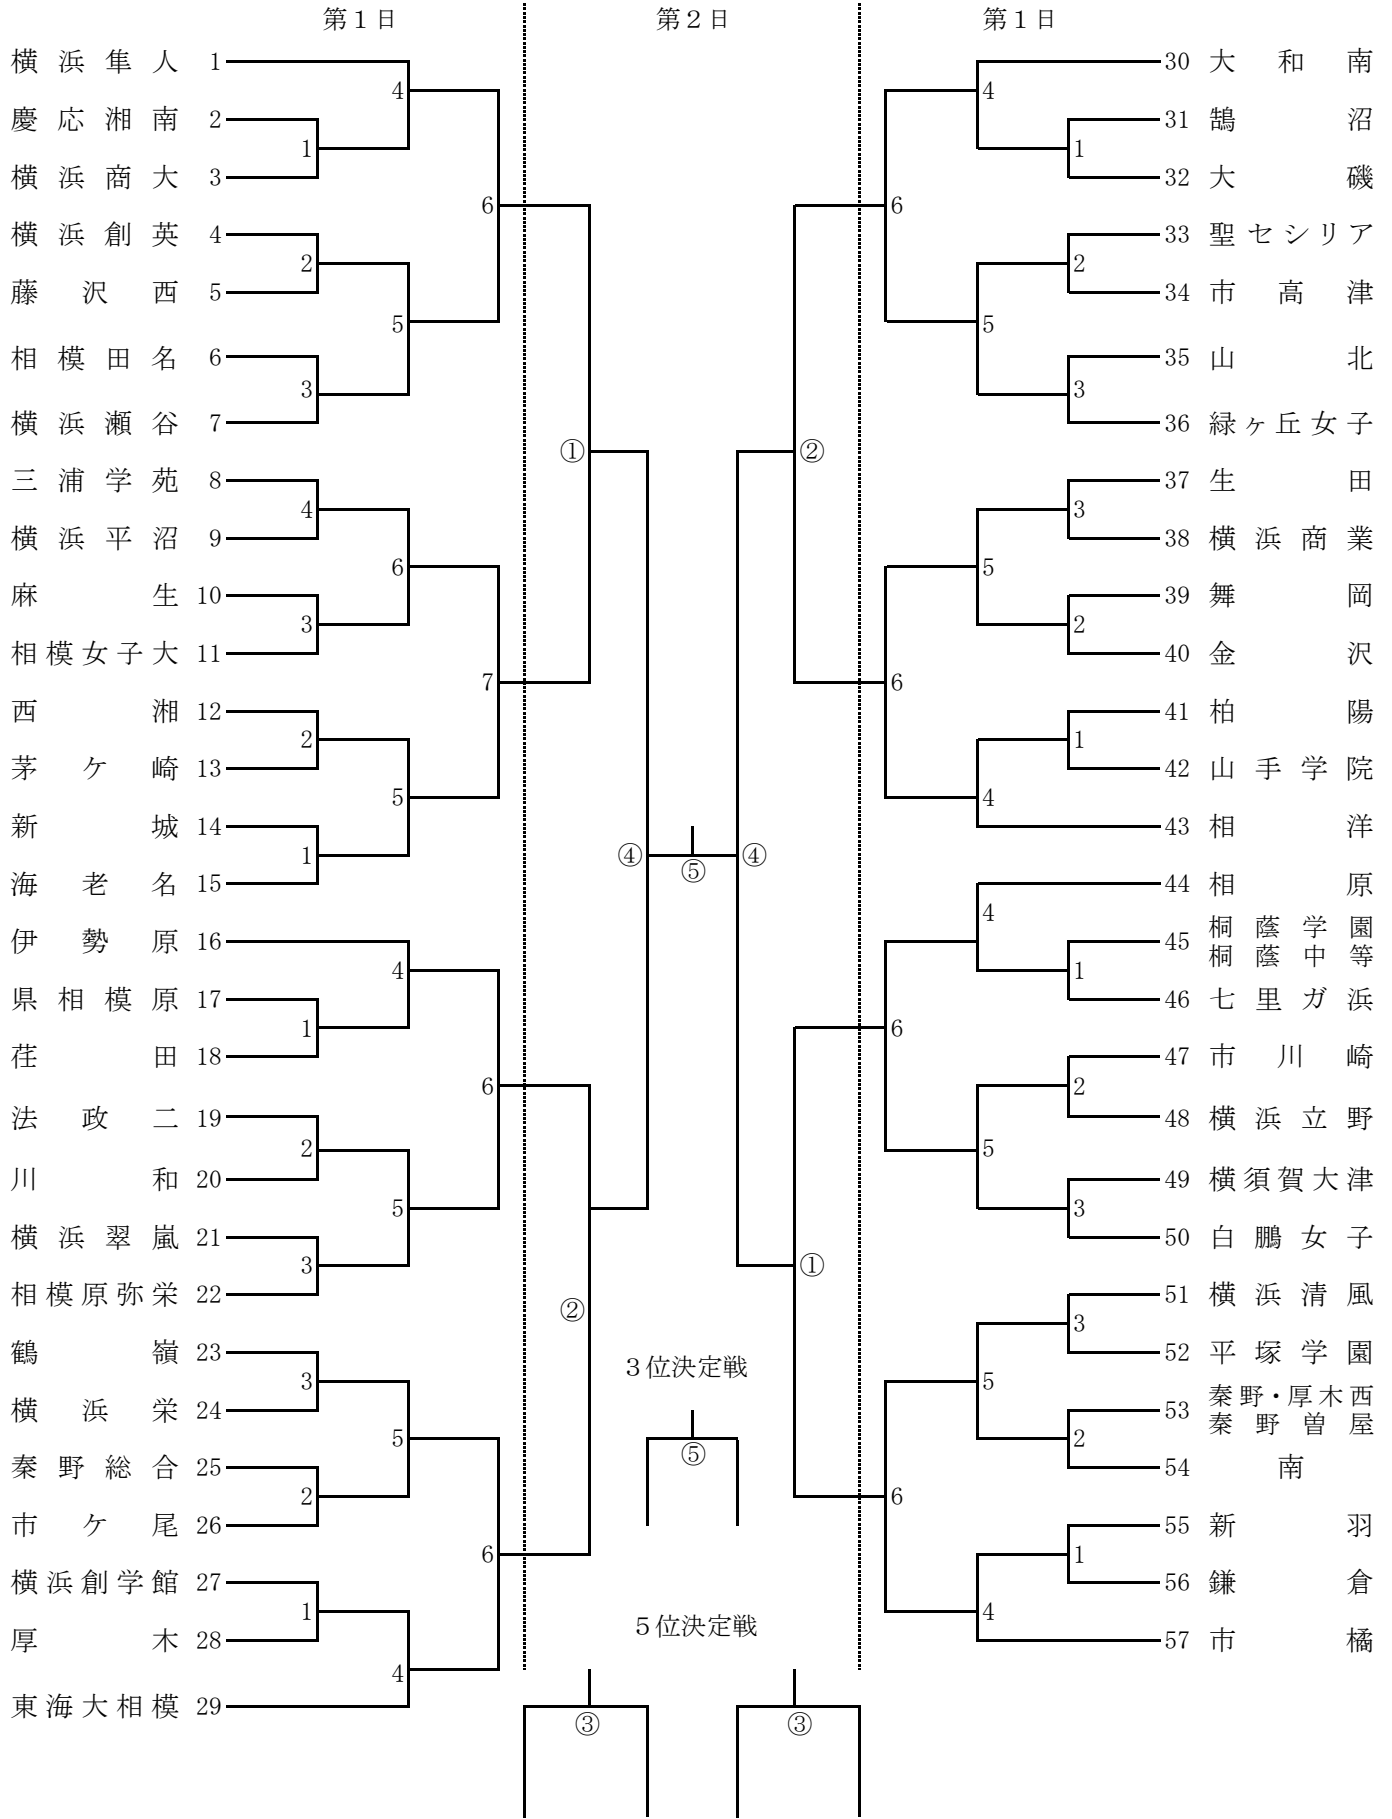 第１日 第２日 第１日
横浜隼人 1
慶応湘南 2
横浜商大 3
横浜創英 4
藤沢西 5
相模田名 6
横浜瀬谷 7
三浦学苑 8
横浜平沼 9
麻生 10
相模女子大 11
西湘 12
茅ケ崎 13
新城 14
海老名 15
伊勢原 16
県相模原 17
荏田 18
法政二 19
川和 20
横浜翠嵐 21
相模原弥栄 22
鶴嶺 23
横浜栄 24
秦野総合 25
市ケ尾 26
横浜創学館 27
厚木 28
東海大相模 29
4
1
6
2
5
3
4
6
3
7
2
5
1
4
1
6
2
5
3
3
5
2
6
1
4
①
②
④
⑤
④
②
①
３位決定戦
⑤
５位決定戦
③
③
4
1
6
2
5
3
3
5
2
6
1
4
4
1
6
2
5
3
3
5
2
6
1
4
30 大和南
31 鵠沼
32 大磯
33 聖セシリア
34 市高津
35 山北
36 緑ヶ丘女子
37 生田
38 横浜商業
39 舞岡
40 金沢
41 柏陽
42 山手学院
43 相洋
44 相原
45 桐蔭学園
桐蔭中等
46 七里ガ浜
47 市川崎
48 横浜立野
49 横須賀大津
50 白鵬女子
51 横浜清風
52 平塚学園
53 秦野・厚木西
秦野曽屋
54 南
55 新羽
56 鎌倉
57 市橘